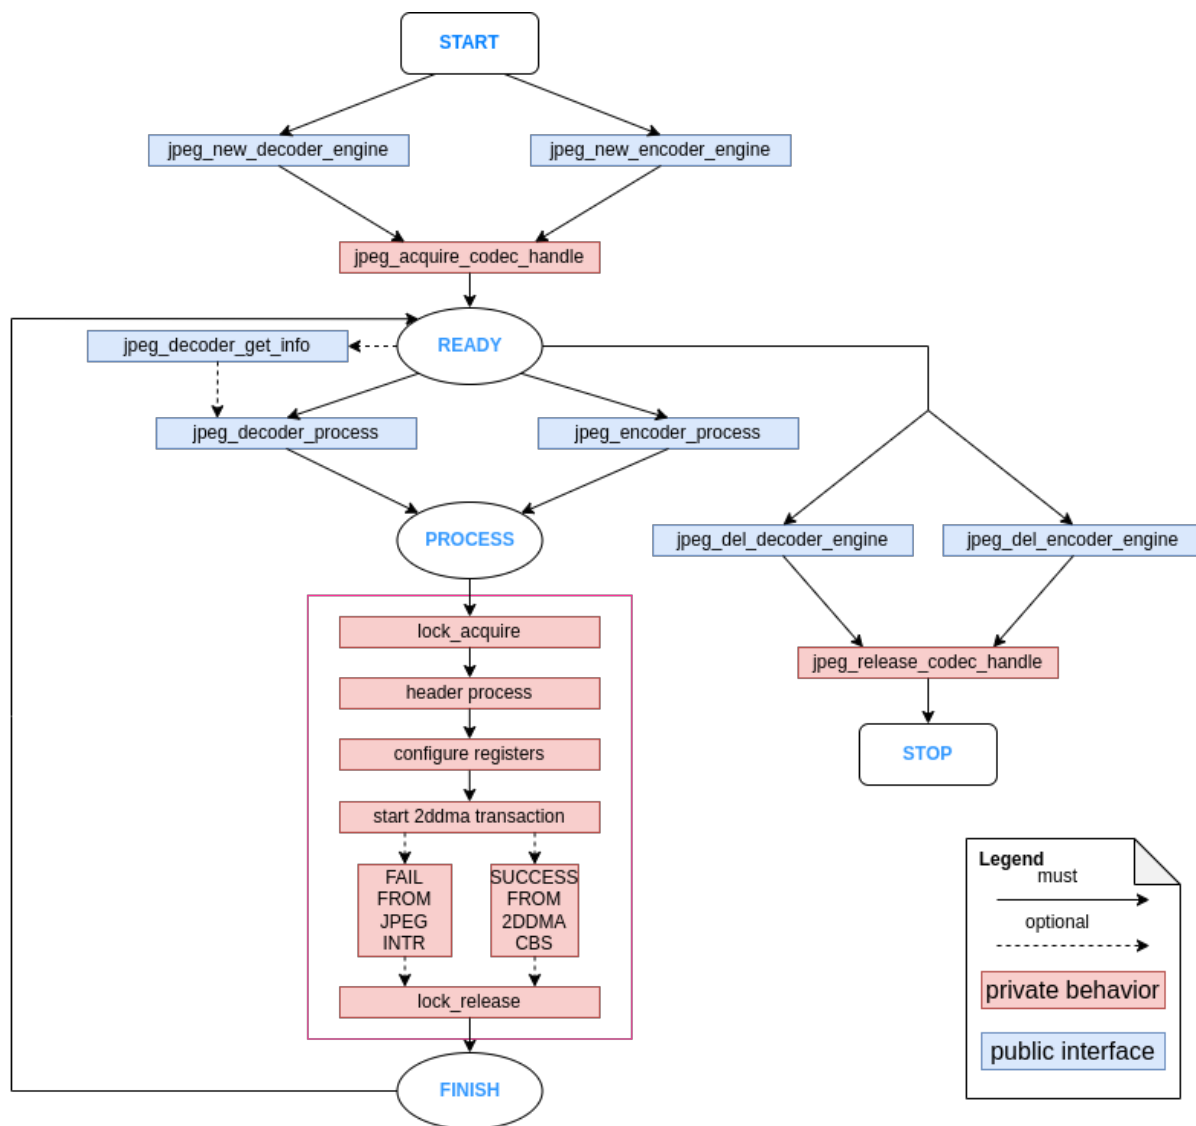 START
jpeg_new_decoder_engine
jpeg_new_encoder_engine
jpeg_acquire_codec_handle
READY
jpeg_decoder_get_info
jpeg_decoder_process
jpeg_encoder_process
PROCESS
jpeg_del_decoder_engine
jpeg_del_encoder_engine
lock_acquire
jpeg_release_codec_handle
header process
configure registers
STOP
start 2ddma transaction
FAIL
FROM
JPEG
INTR
SUCCESS
FROM
2DDMA
CBS
lock_release
FINISH
Legend
must
optional
private behavior
public interface